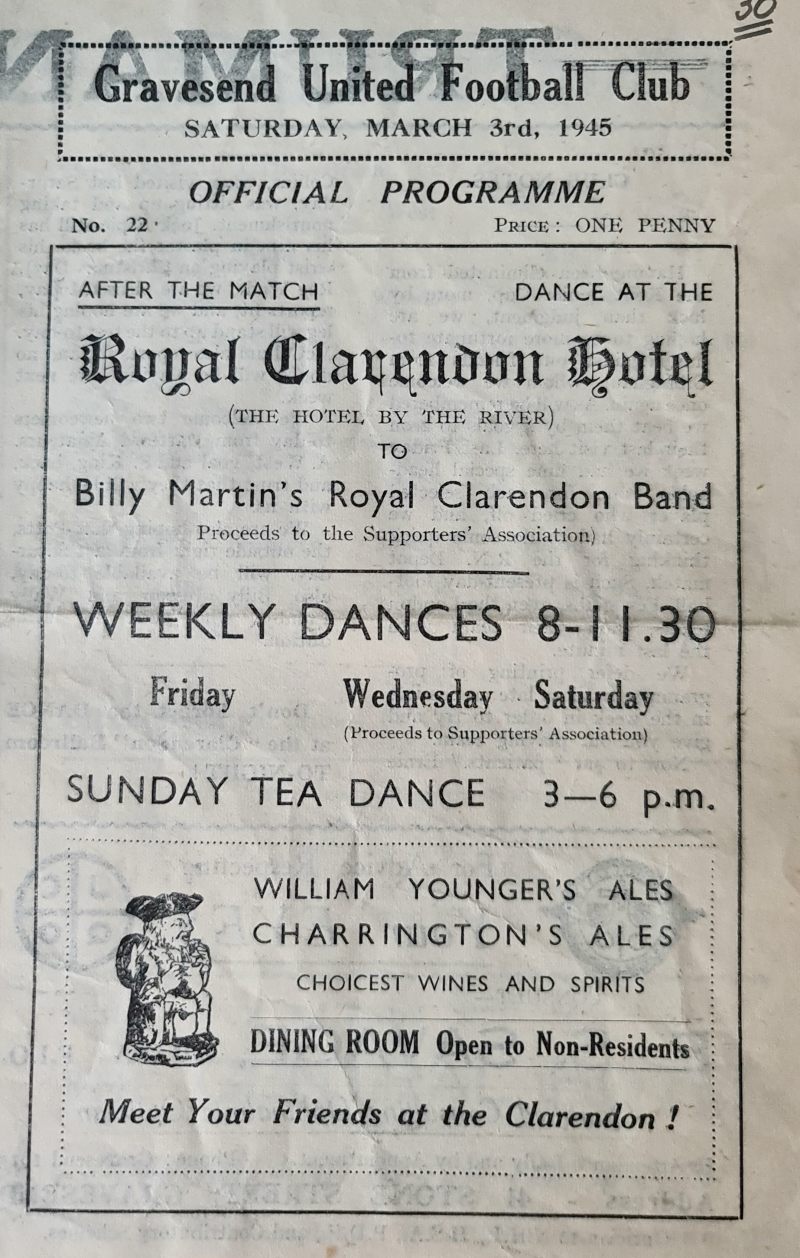 30
Gravesend United Football Club
SATURDAY, MARCH 3rd, 1945
OFFICIAL PROGRAMME
No. 22
PRICE : ONE PENNY
AFTER THE MATCH
DANCE AT THE
Royal Clarendon Hotel
(THE HOTEL BY THE RIVER)
TO
Billy Martin's Royal Clarendon Band
Proceeds to the Supporters' Association)
WEEKLY DANCES 8-11.30
Friday Wednesday Saturday
(Proceeds to Supporters' Association)
SUNDAY TEA DANCE 3—6 p.m.
WILLIAM YOUNGER'S ALES
CHARRINGTON'S ALES
CHOICEST WINES AND SPIRITS
DINING ROOM Open to Non-Residents
Meet Your Friends at the Clarendon !